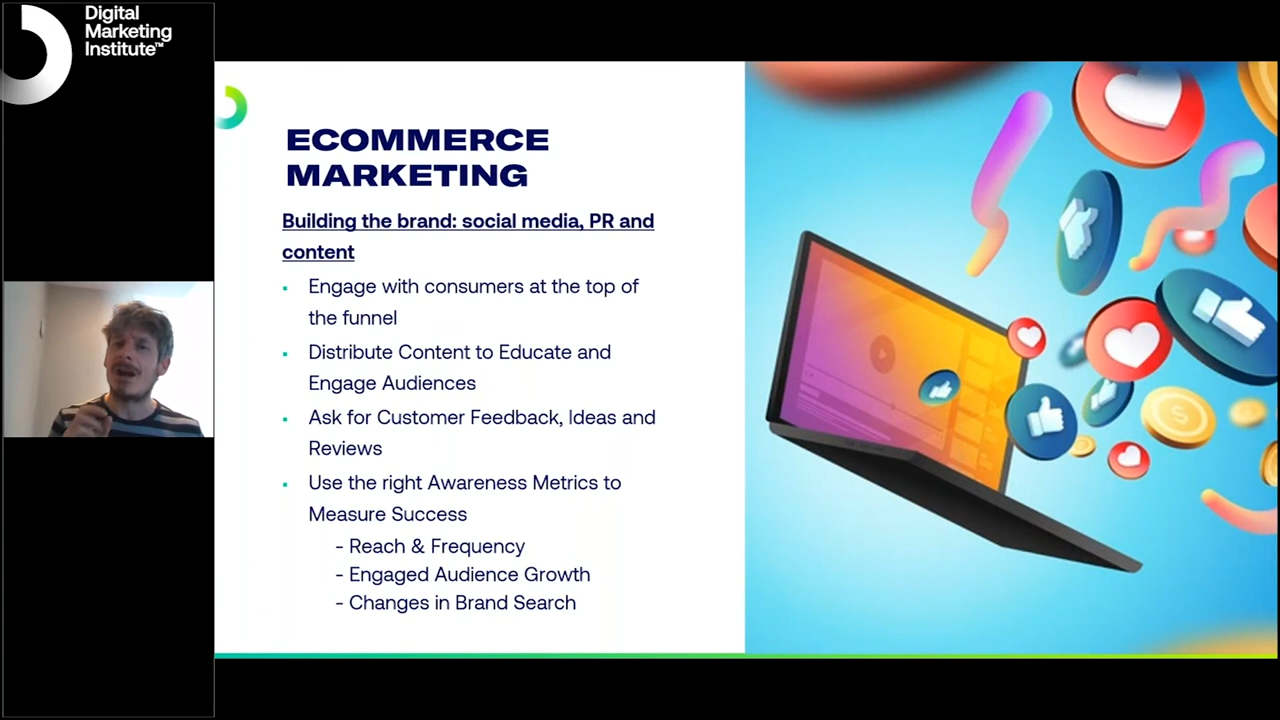 Digital
Marketing
Institute™
ECOMMERCE
MARKETING
Building the brand: social media, PR and
content
▪ Engage with consumers at the top of
the funnel
▪ Distribute Content to Educate and
Engage Audiences
▪ Ask for Customer Feedback, Ideas and
Reviews
▪ Use the right Awareness Metrics to
Measure Success
- Reach & Frequency
- Engaged Audience Growth
- Changes in Brand Search
$